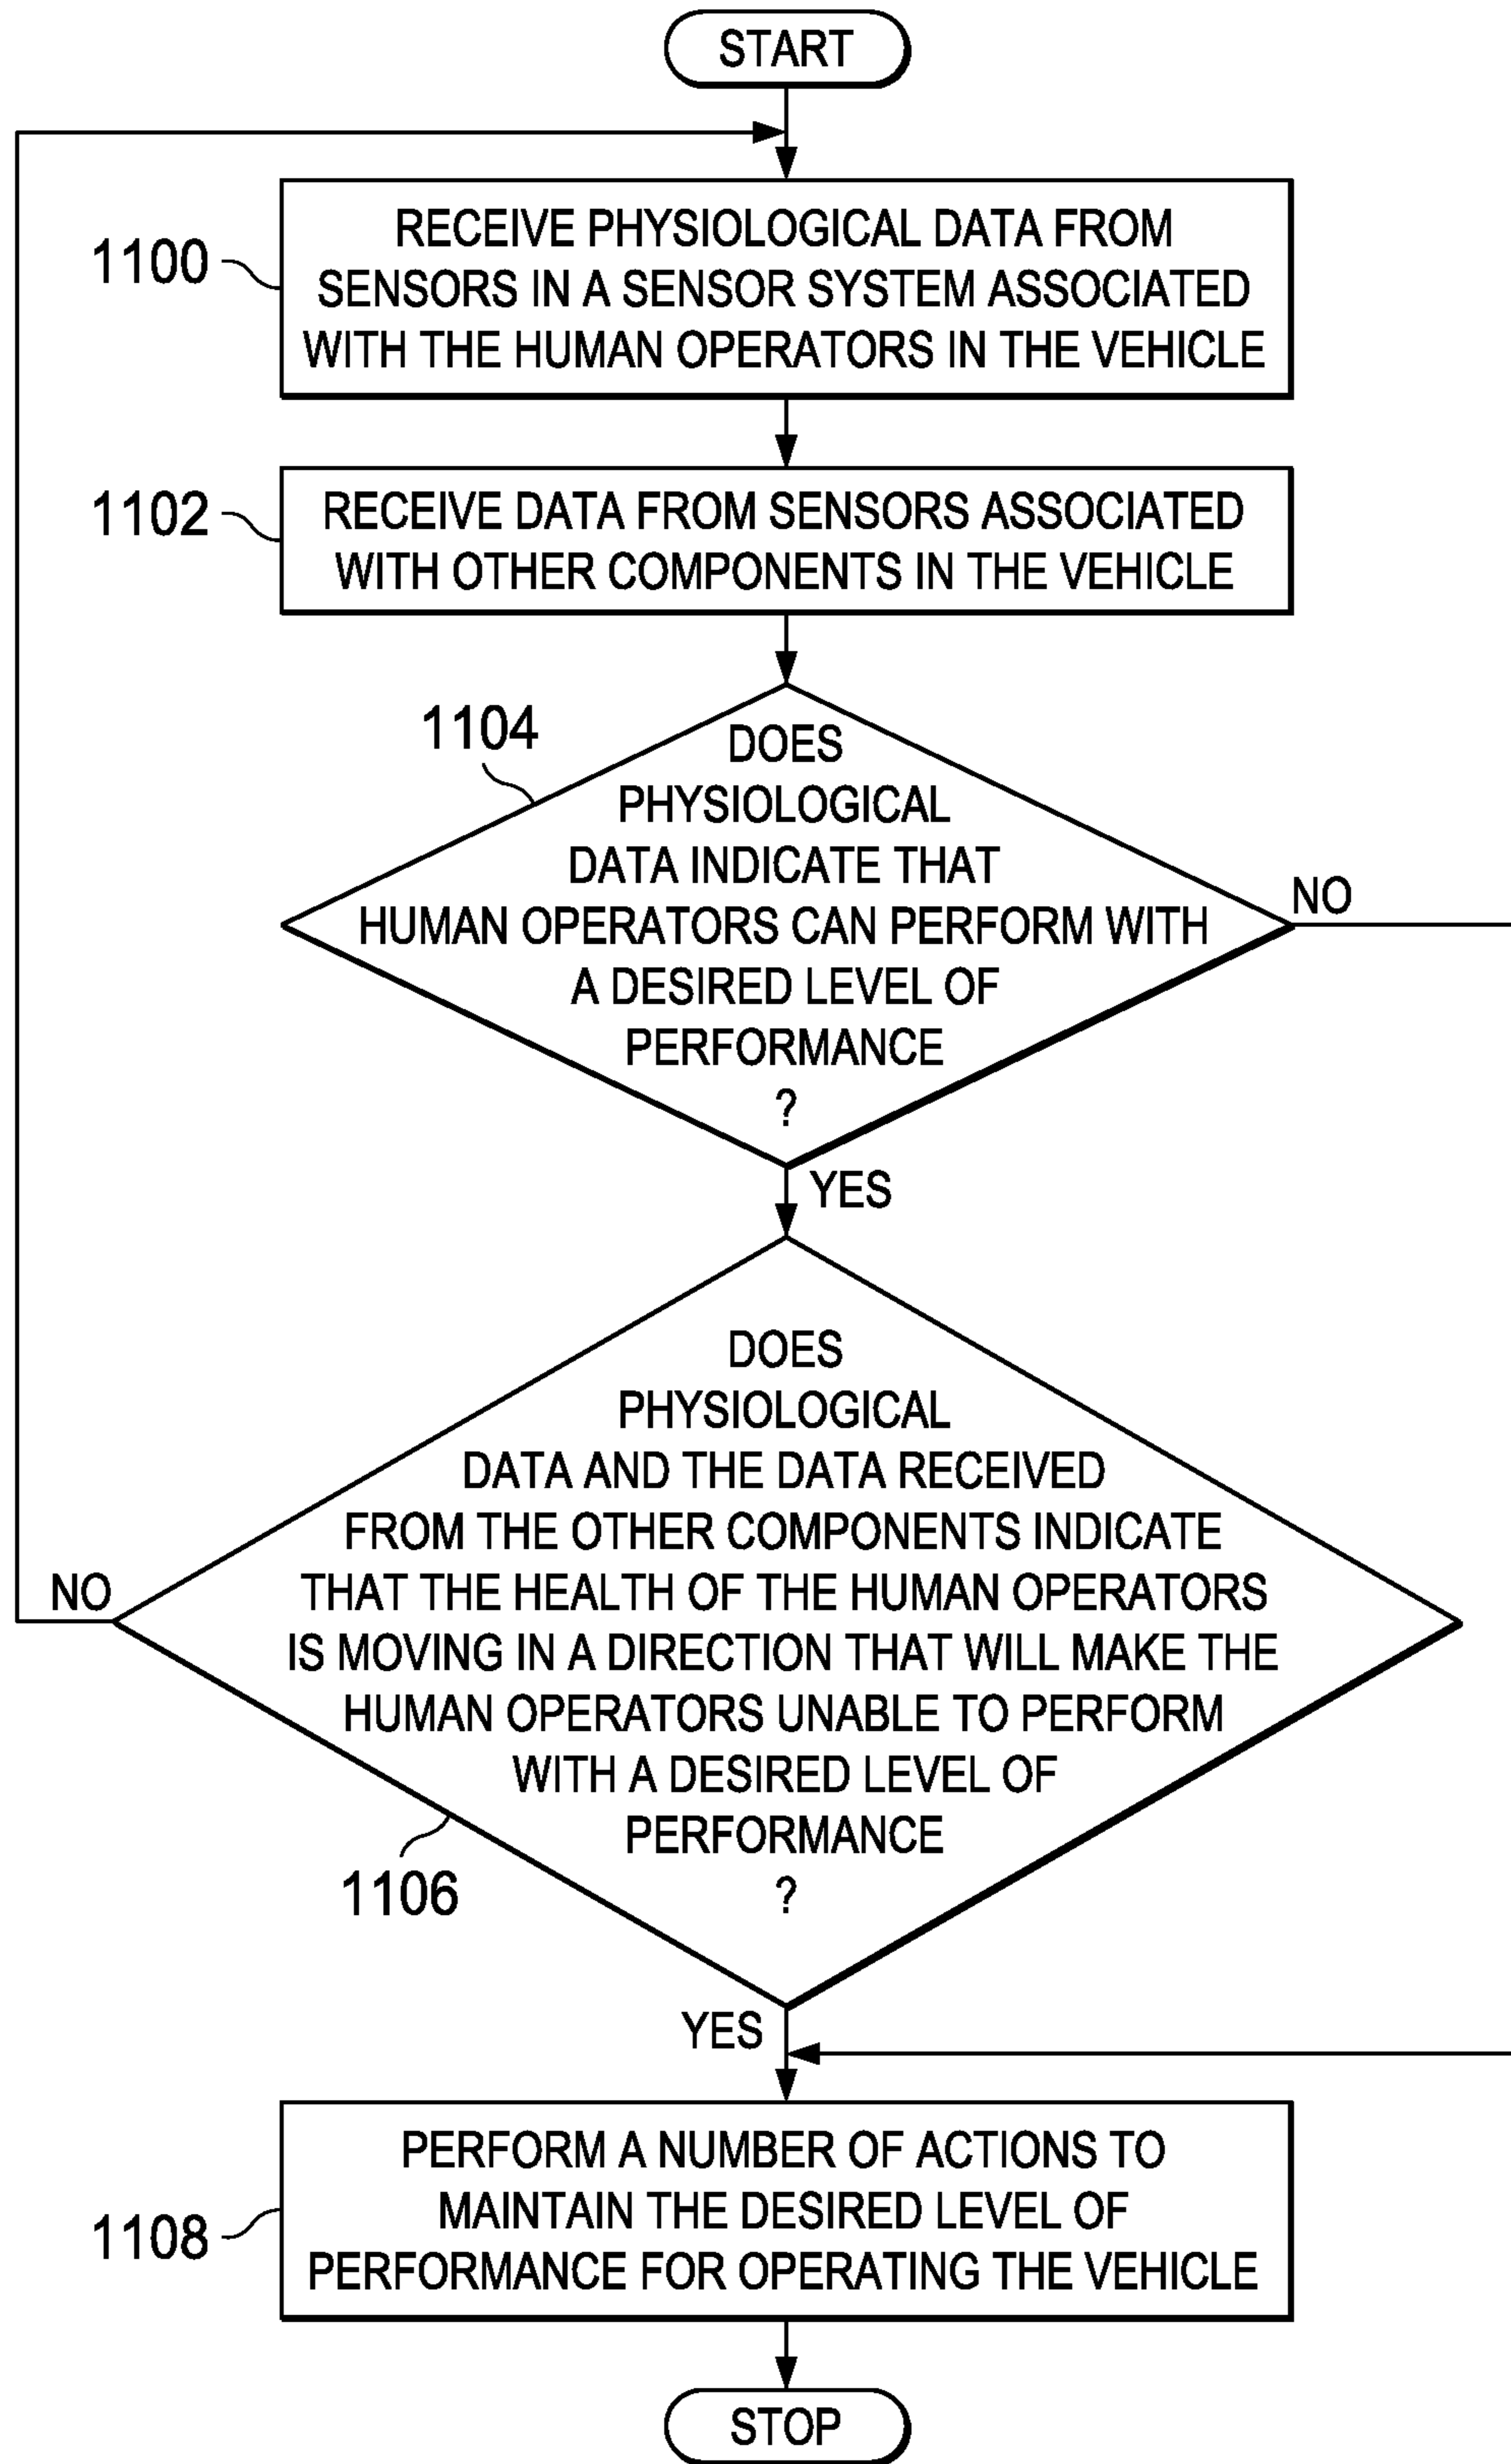 START
1100
RECEIVE PHYSIOLOGICAL DATA FROM
SENSORS IN A SENSOR SYSTEM ASSOCIATED
WITH THE HUMAN OPERATORS IN THE VEHICLE
1102
RECEIVE DATA FROM SENSORS ASSOCIATED
WITH OTHER COMPONENTS IN THE VEHICLE
1104
DOES
PHYSIOLOGICAL
DATA INDICATE THAT
HUMAN OPERATORS CAN PERFORM WITH
A DESIRED LEVEL OF
PERFORMANCE
?
NO
YES
DOES
PHYSIOLOGICAL
DATA AND THE DATA RECEIVED
FROM THE OTHER COMPONENTS INDICATE
THAT THE HEALTH OF THE HUMAN OPERATORS
IS MOVING IN A DIRECTION THAT WILL MAKE THE
HUMAN OPERATORS UNABLE TO PERFORM
WITH A DESIRED LEVEL OF
PERFORMANCE
?
NO
1106
YES
1108
PERFORM A NUMBER OF ACTIONS TO
MAINTAIN THE DESIRED LEVEL OF
PERFORMANCE FOR OPERATING THE VEHICLE
STOP